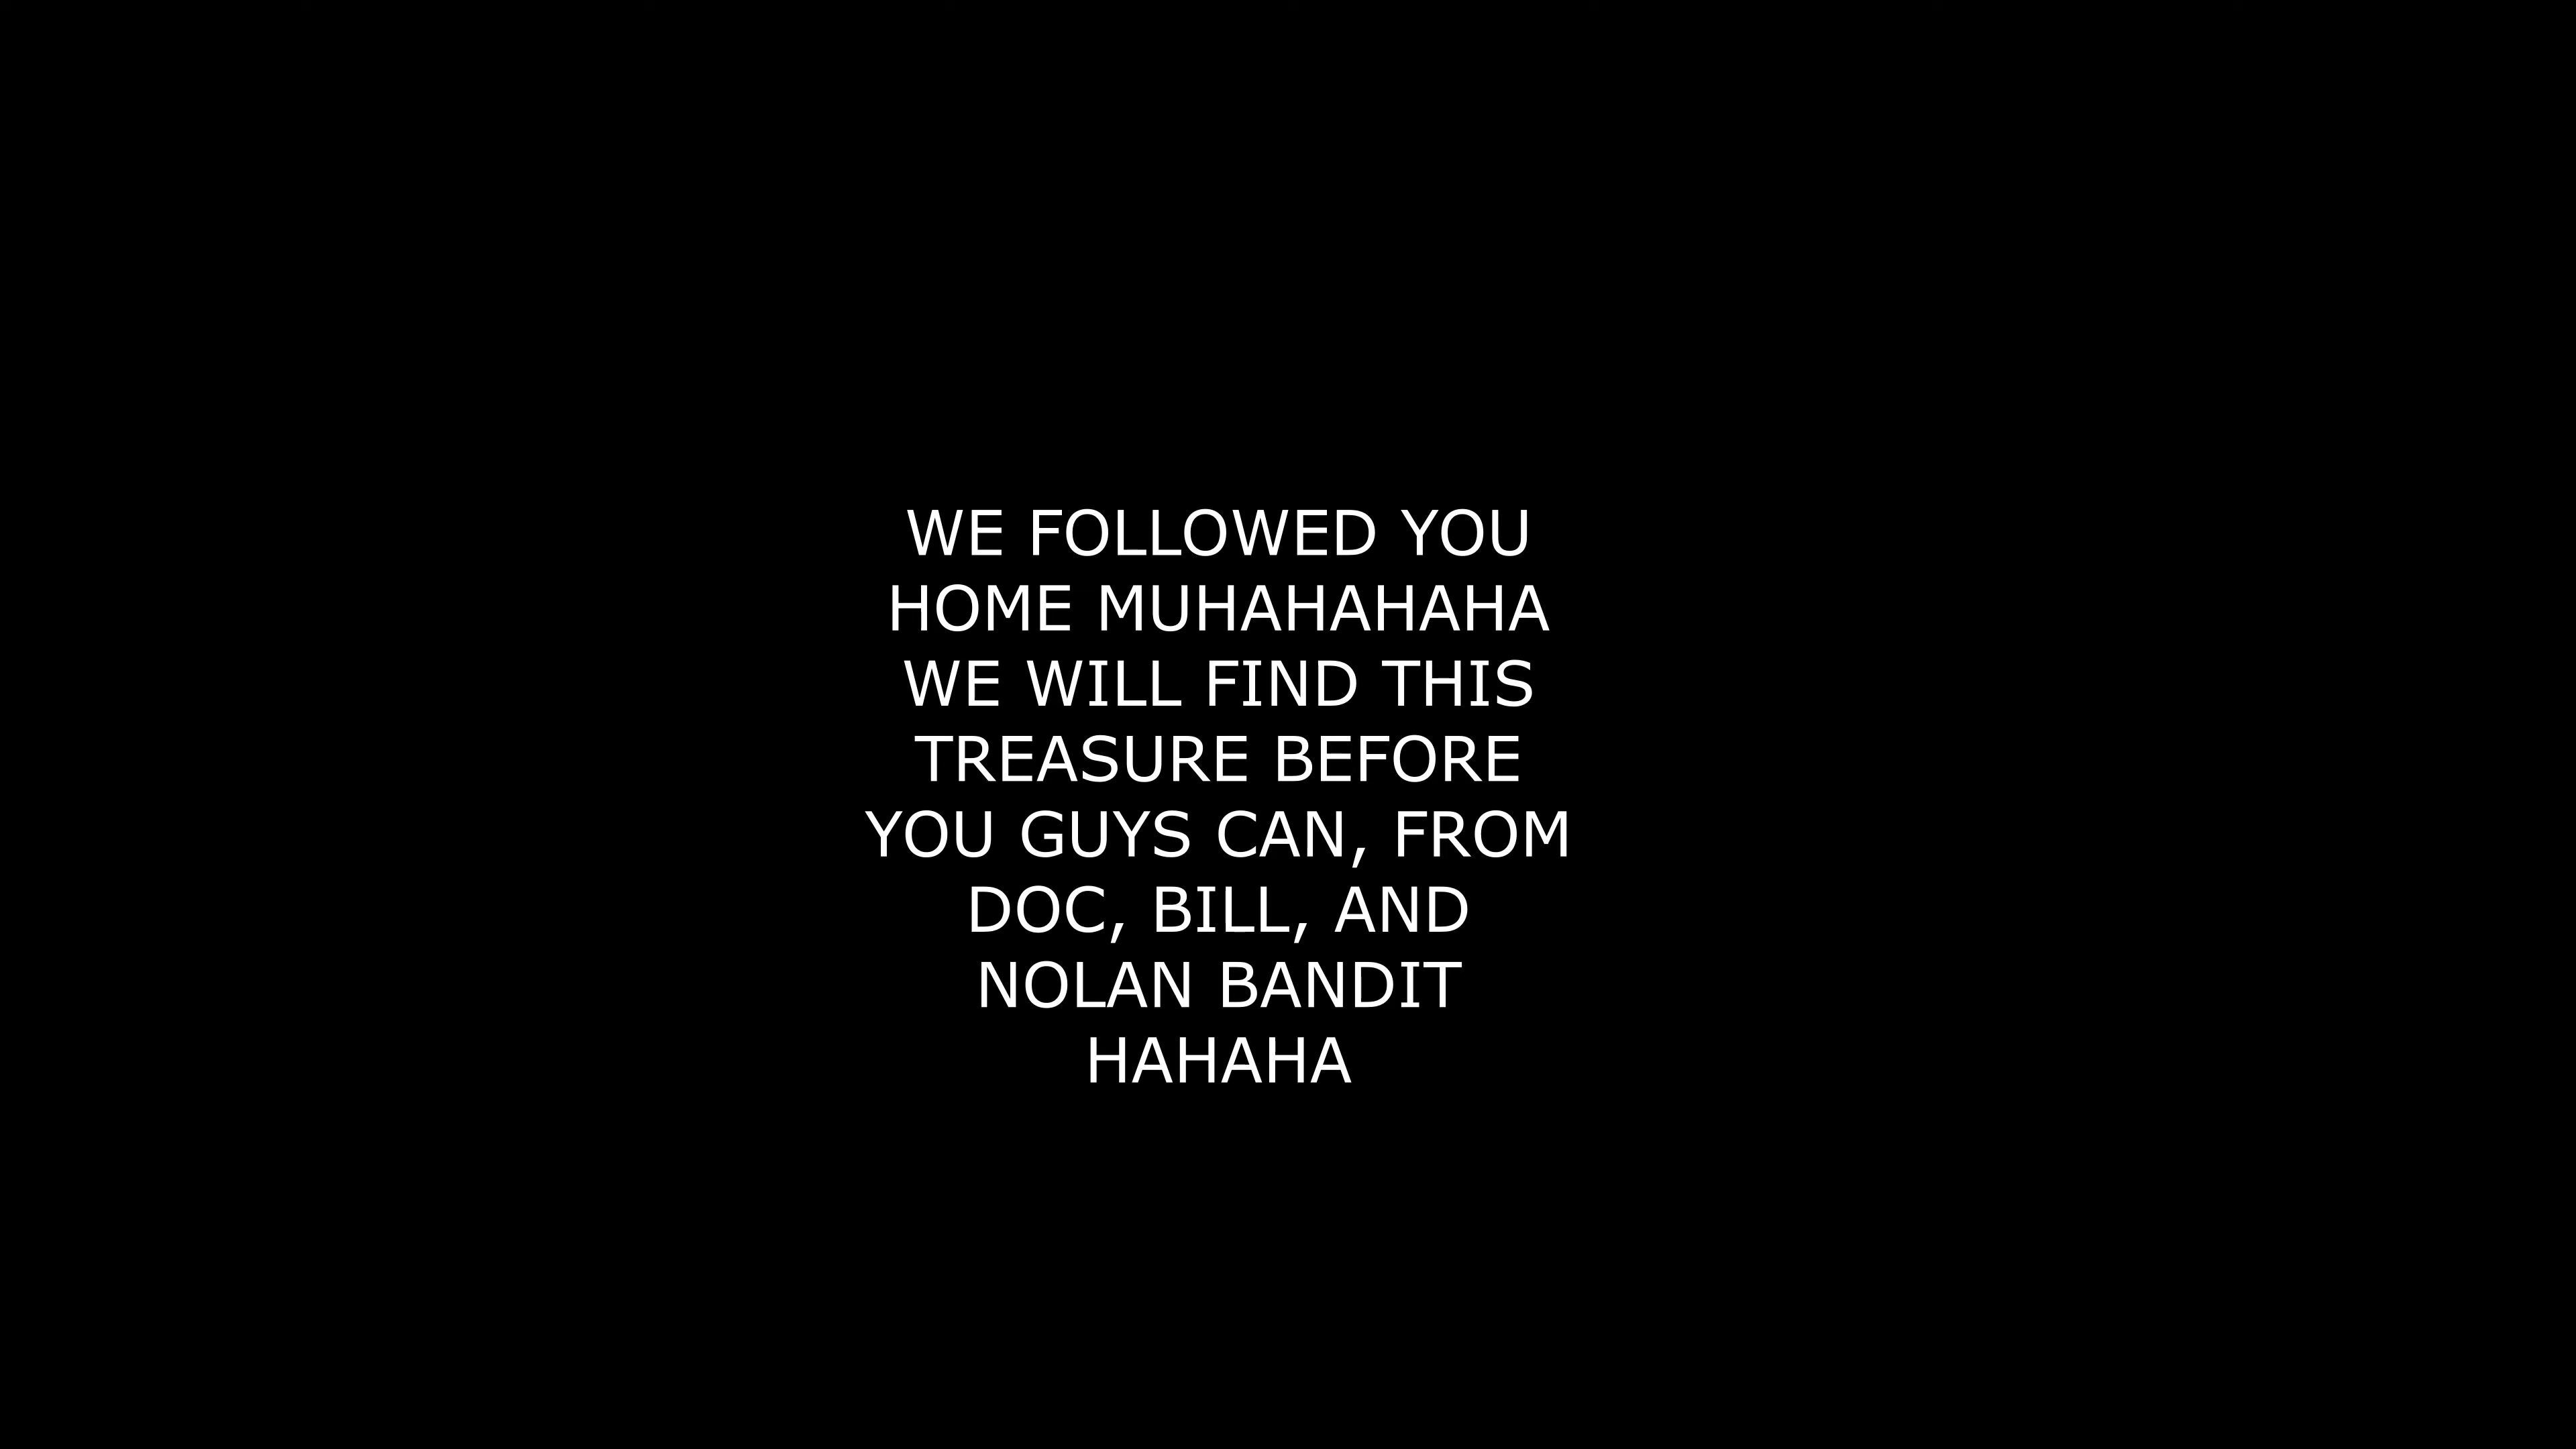 WE FOLLOWED YOU
HOME MUHAHAHAHA
WE WILL FIND THIS
TREASURE BEFORE
YOU GUYS CAN, FROM
DOC, BILL, AND
NOLAN BANDIT
HAHAHA